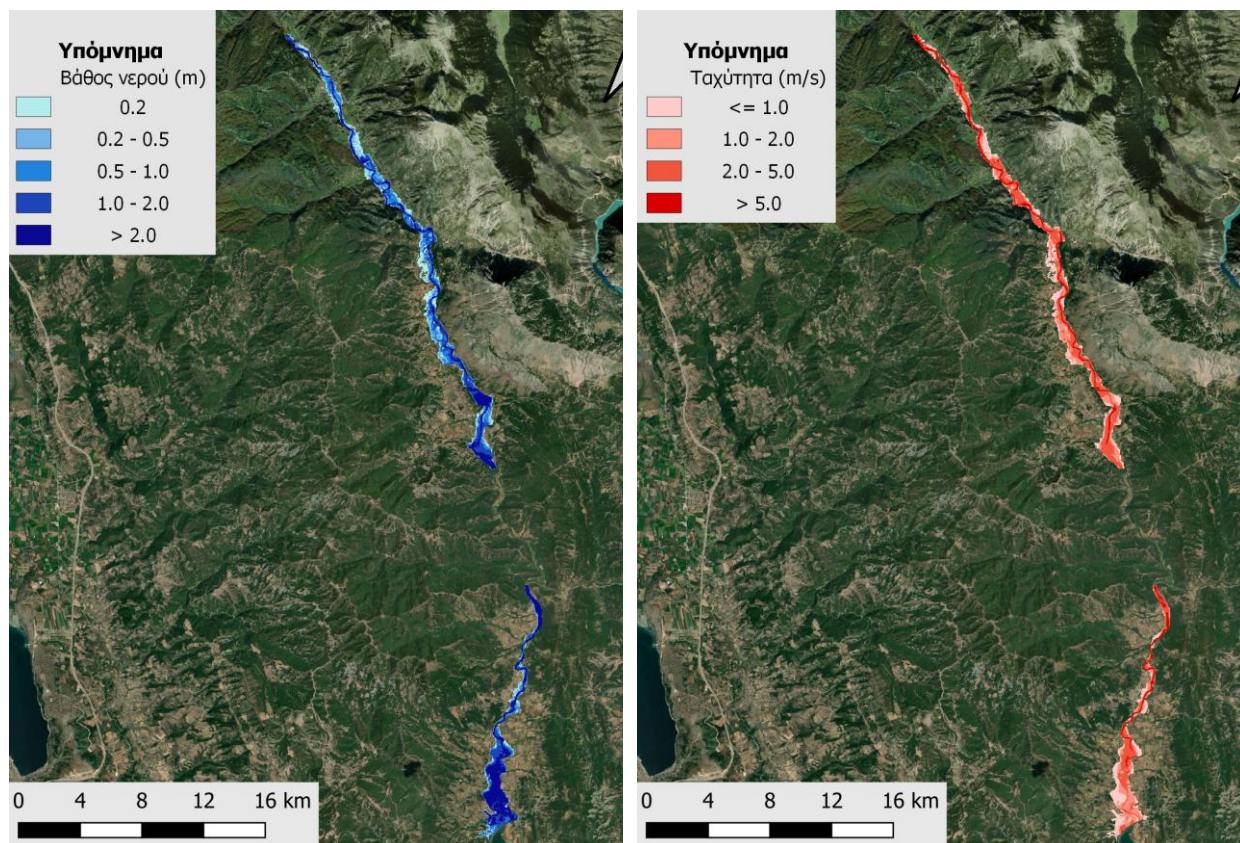 Υπόμνημα
Βάθος νερού (m)
0.2
0.2 - 0.5
0.5 - 1.0
1.0 - 2.0
> 2.0
0 4 8 12 16 km
Υπόμνημα
Ταχύτητα (m/s)
<= 1.0
1.0 - 2.0
2.0 - 5.0
> 5.0
0 4 8 12 16 km